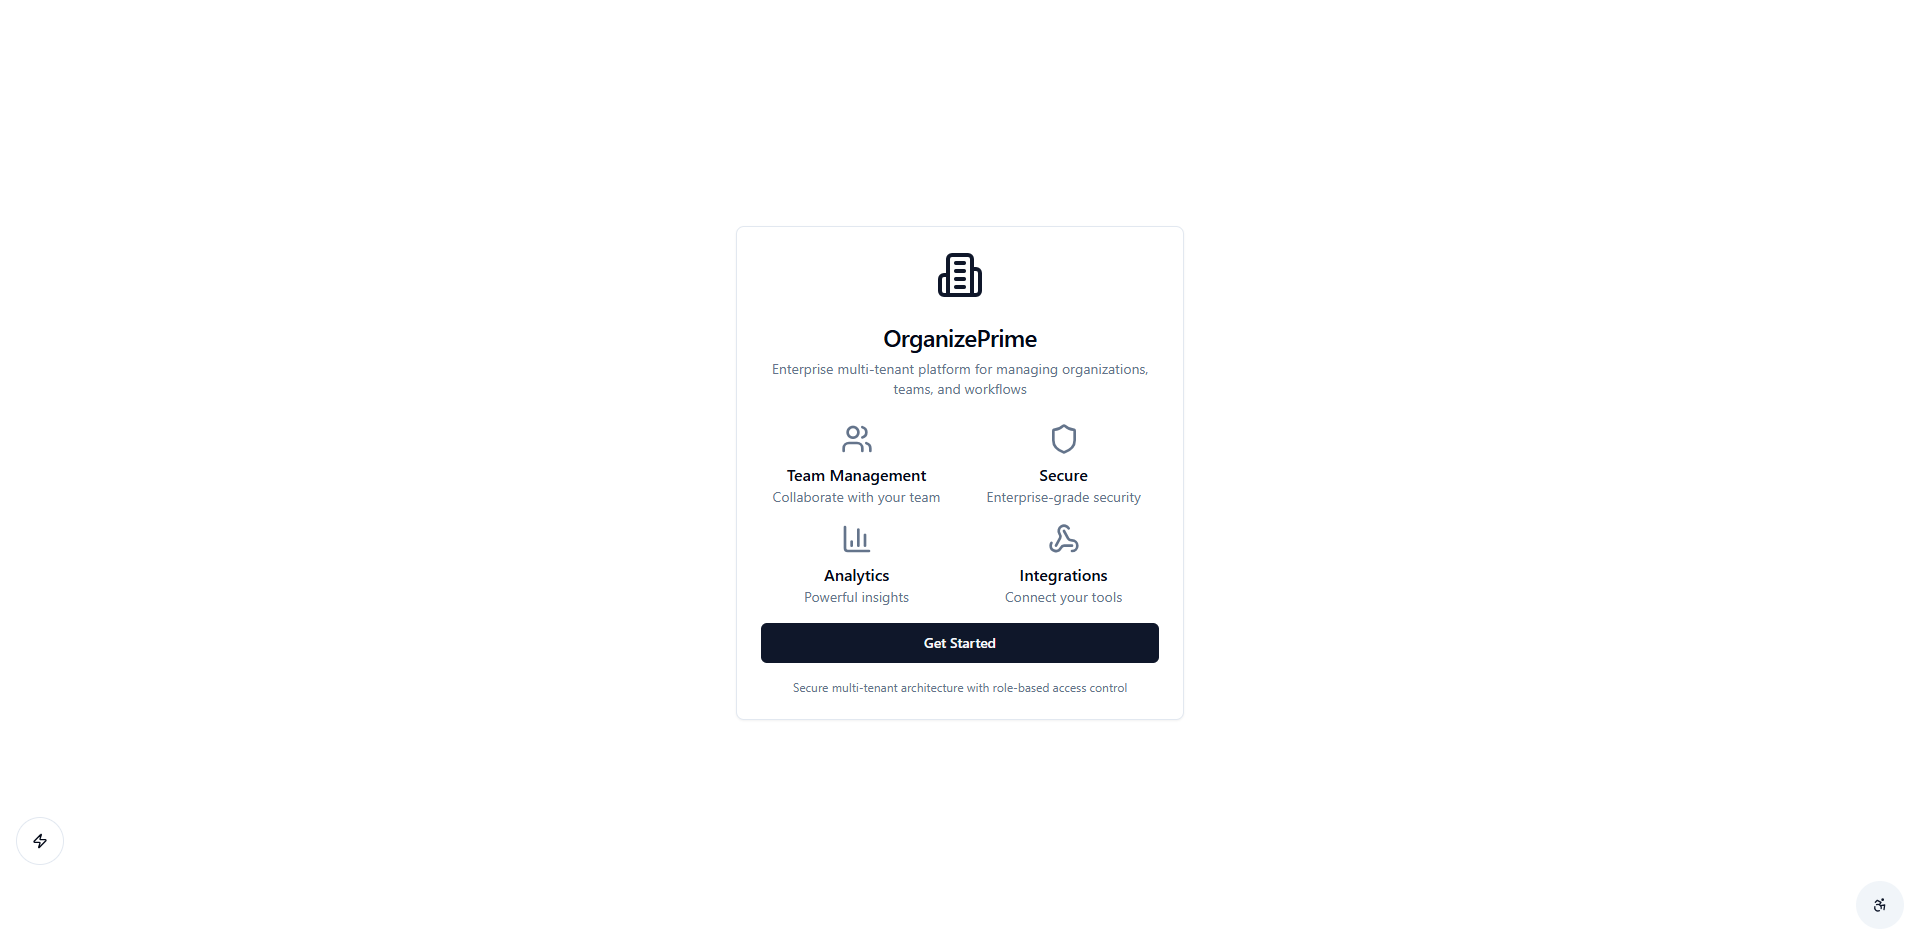 OrganizePrime
Enterprise multi-tenant platform for managing organizations,
teams, and workflows
Team Management
Collaborate with your team
Secure
Enterprise-grade security
Analytics
Powerful insights
Integrations
Connect your tools
Get Started
Secure multi-tenant architecture with role-based access control